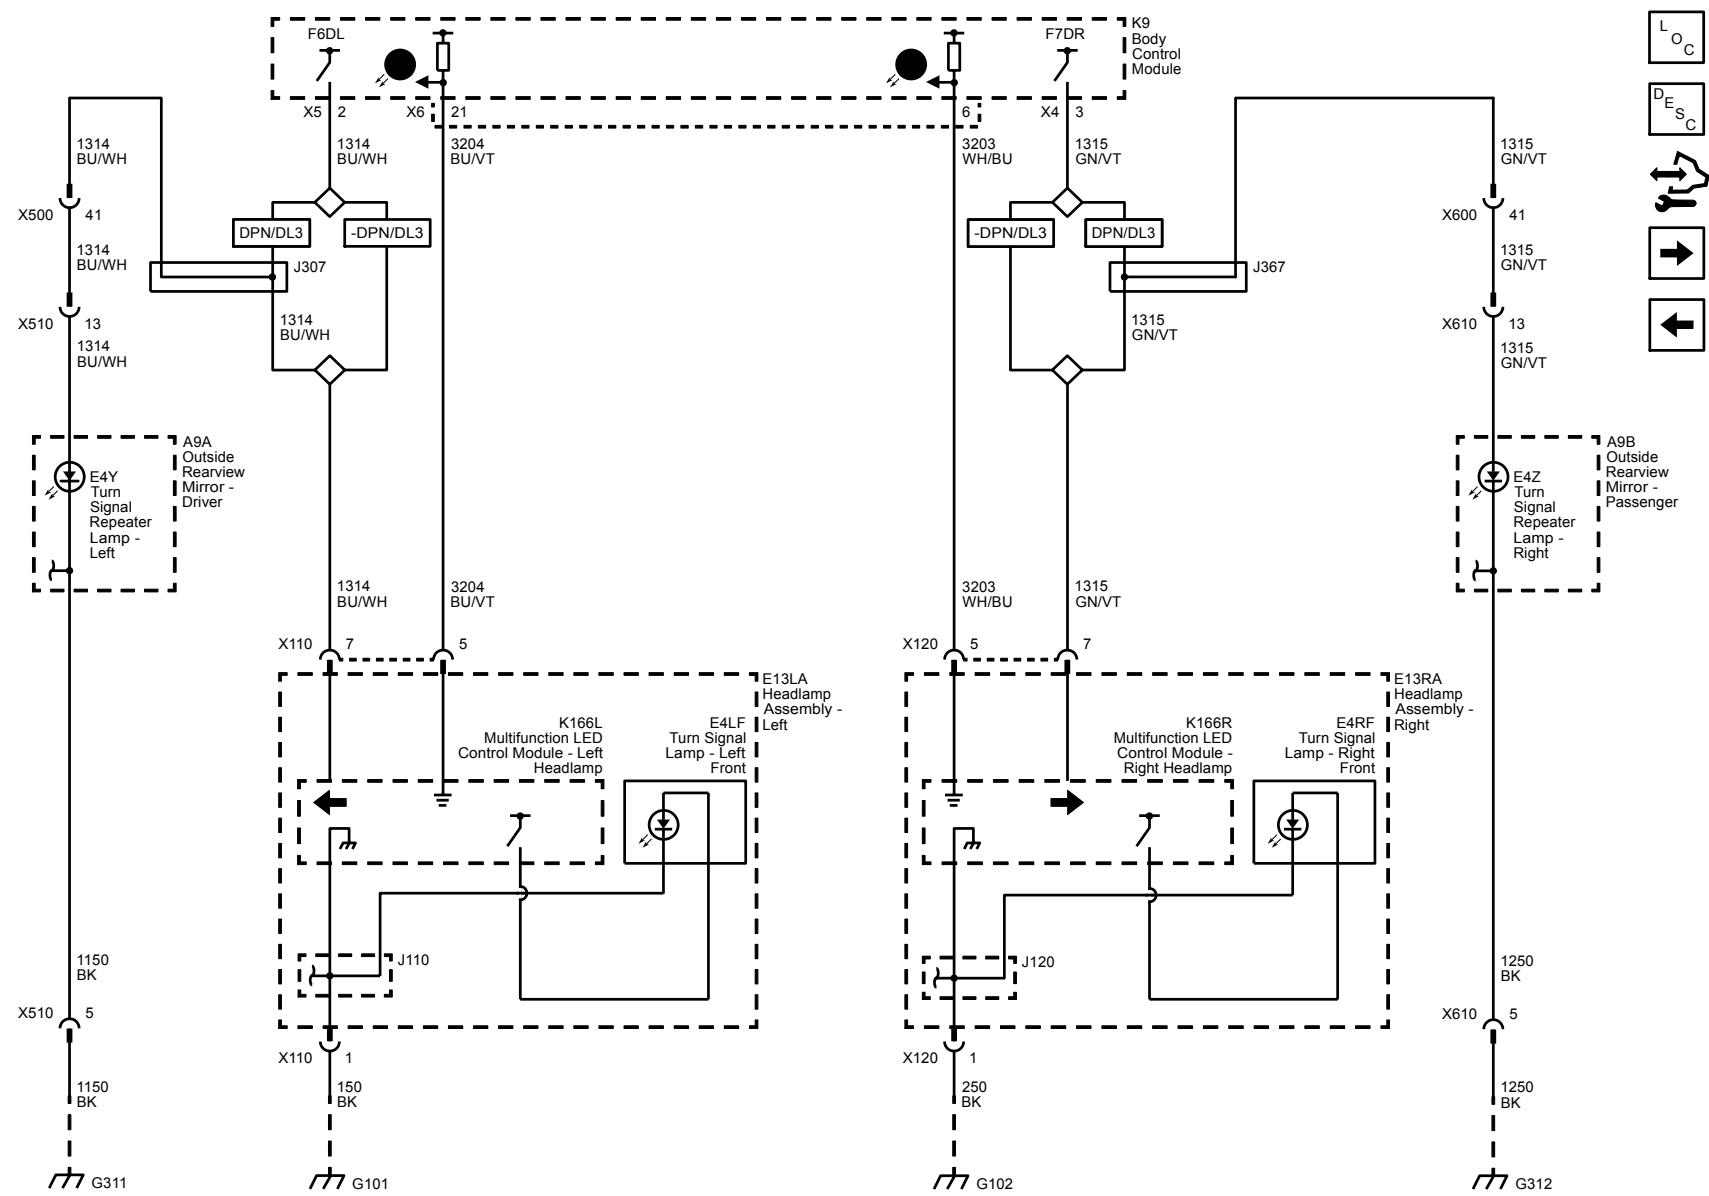 F6DL
F7DR
K9
Body
Control
Module
L
O
C
D
E
S
C
X5 2
X6 21
6
X4 3
1314
BU/WH
1314
BU/WH
3204
BU/VT
3203
WH/BU
1315
GN/VT
1315
GN/VT
X500 41
X600 41
DPN/DL3
-DPN/DL3
-DPN/DL3
DPN/DL3
1314
BU/WH
J307
J367
1315
GN/VT
X510 13
1314
BU/WH
1315
GN/VT
X610 13
1314
BU/WH
1315
GN/VT
A9A
Outside
Rearview
Mirror -
Driver
E4Y
Turn
Signal
Repeater
Lamp -
Left
A9B
Outside
Rearview
Mirror -
Passenger
E4Z
Turn
Signal
Repeater
Lamp -
Right
1314
BU/WH
3204
BU/VT
3203
WH/BU
1315
GN/VT
X110 7
5
X120 5
7
E13LA
Headlamp
Assembly -
Left
E13RA
Headlamp
Assembly -
Right
K166L
Multifunction LED
Control Module - Left
Headlamp
E4LF
Turn Signal
Lamp - Left
Front
K166R
Multifunction LED
Control Module -
Right Headlamp
E4RF
Turn Signal
Lamp - Right
Front
J110
J120
1150
BK
1250
BK
X510 5
X610 5
X110 1
X120 1
1150
BK
150
BK
250
BK
1250
BK
G311
G101
G102
G312